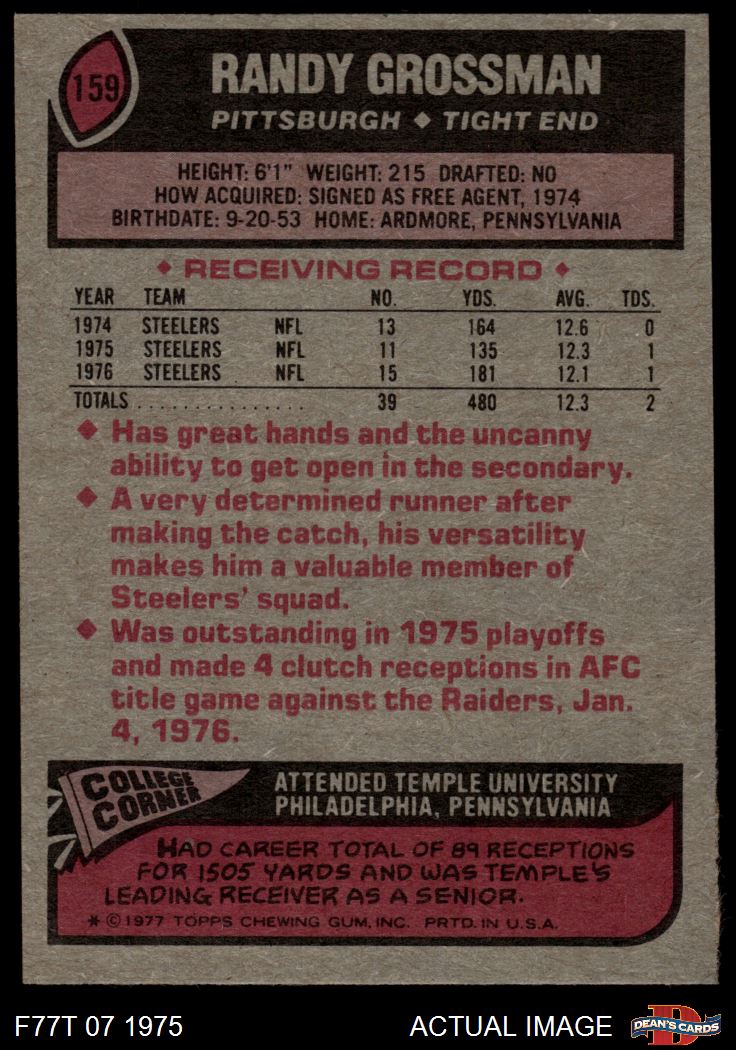 159
RANDY GROSSMAN
PITTSBURGH ◆ TIGHT END
HEIGHT: 6'1" WEIGHT: 215 DRAFTED: NO
HOW ACQUIRED: SIGNED AS FREE AGENT, 1974
BIRTHDATE: 9-20-53 HOME: ARDMORE, PENNSYLVANIA
◆ RECEIVING RECORD ◆
YEAR TEAM NO. YDS. AVG. TDS.
1974 STEELERS NFL 13 164 12.6 0
1975 STEELERS NFL 11 135 12.3 1
1976 STEELERS NFL 15 181 12.1 1
TOTALS . . . . . . . . . . . . . . . 39 480 12.3 2
◆ Has great hands and the uncanny
ability to get open in the secondary.
◆ A very determined runner after
making the catch, his versatility
makes him a valuable member of
Steelers' squad.
◆ Was outstanding in 1975 playoffs
and made 4 clutch receptions in AFC
title game against the Raiders, Jan.
4, 1976.
COLLEGE
CORNER
ATTENDED TEMPLE UNIVERSITY
PHILADELPHIA, PENNSYLVANIA
HAD CAREER TOTAL OF 89 RECEPTIONS
FOR 1505 YARDS AND WAS TEMPLE'S
LEADING RECEIVER AS A SENIOR.
* © 1977 TOPPS CHEWING GUM, INC. PRTD. IN U.S.A.
F77T 07 1975 ACTUAL IMAGE
D
DEAN'S CARDS